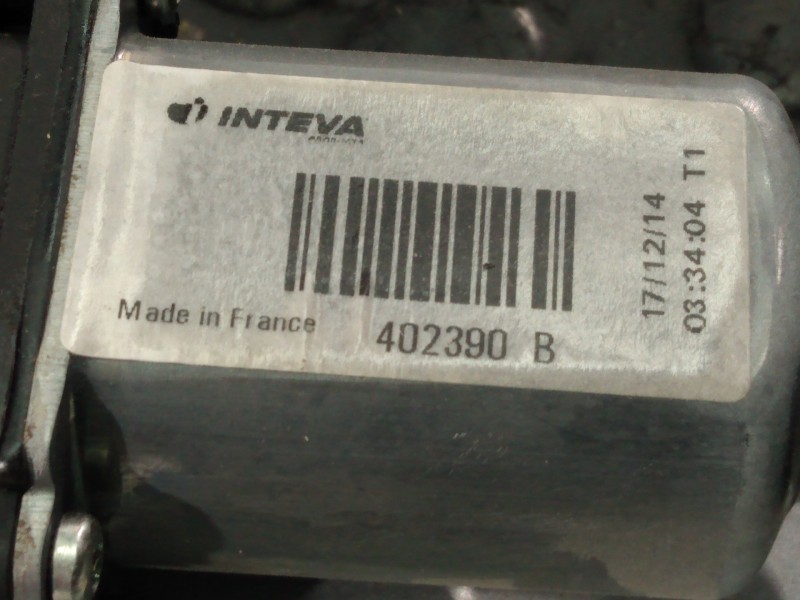 INTEVA
Made in France
402390 B
17/12/14
03:34:04 T1